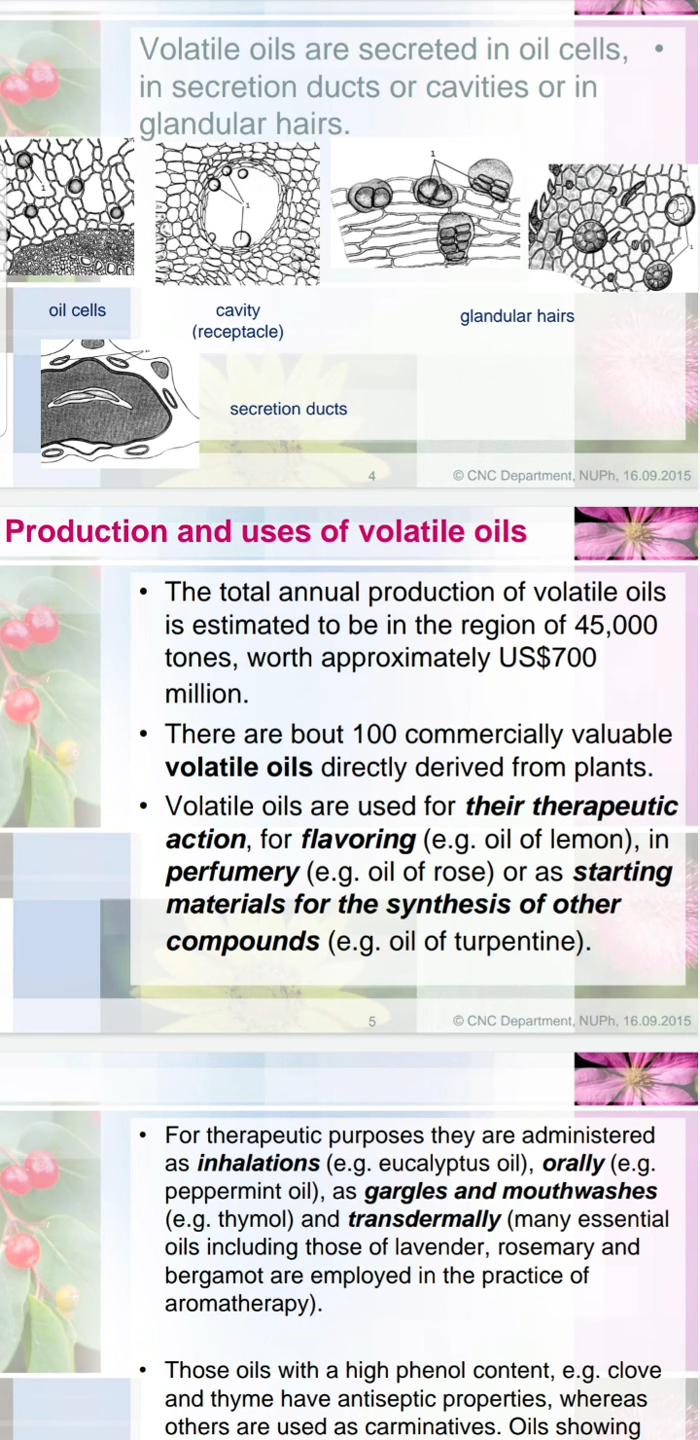 Volatile oils are secreted in oil cells, •
in secretion ducts or cavities or in
glandular hairs.
1
1
1
1
oil cells
cavity
(receptacle)
glandular hairs
secretion ducts
4
© CNC Department, NUPh, 16.09.2015
Production and uses of volatile oils
• The total annual production of volatile oils
is estimated to be in the region of 45,000
tones, worth approximately US$700
million.
• There are bout 100 commercially valuable
volatile oils directly derived from plants.
• Volatile oils are used for their therapeutic
action, for flavoring (e.g. oil of lemon), in
perfumery (e.g. oil of rose) or as starting
materials for the synthesis of other
compounds (e.g. oil of turpentine).
5
© CNC Department, NUPh, 16.09.2015
• For therapeutic purposes they are administered
as inhalations (e.g. eucalyptus oil), orally (e.g.
peppermint oil), as gargles and mouthwashes
(e.g. thymol) and transdermally (many essential
oils including those of lavender, rosemary and
bergamot are employed in the practice of
aromatherapy).
• Those oils with a high phenol content, e.g. clove
and thyme have antiseptic properties, whereas
others are used as carminatives. Oils showing